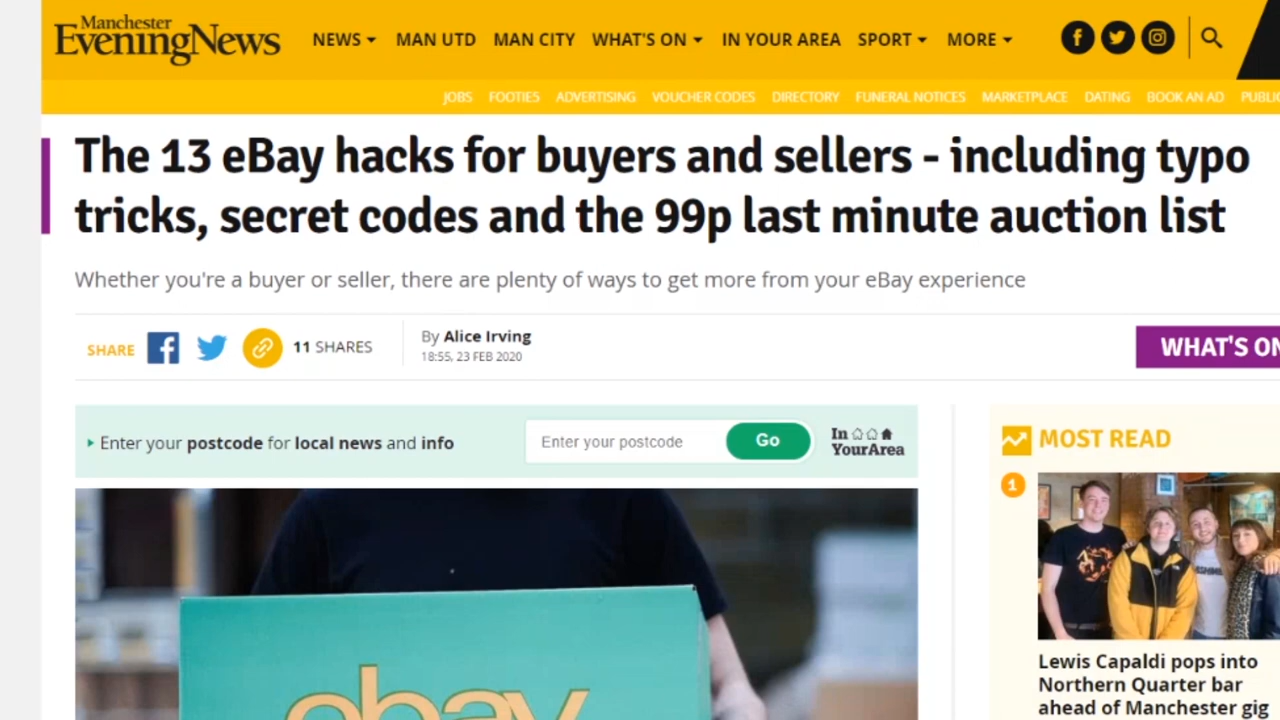 Manchester
Evening News
NEWS MAN UTD MAN CITY WHAT'S ON IN YOUR AREA SPORT MORE
JOBS FOOTIES ADVERTISING VOUCHER CODES DIRECTORY FUNERAL NOTICES MARKETPLACE DATING BOOK AN AD PUBLIC
The 13 eBay hacks for buyers and sellers - including typo
tricks, secret codes and the 99p last minute auction list
Whether you're a buyer or seller, there are plenty of ways to get more from your eBay experience
SHARE 11 SHARES
By Alice Irving
18:55, 23 FEB 2020
WHAT'S ON
Enter your postcode for local news and info
Enter your postcode
Go
In
YourArea
MOST READ
1
ebay
Lewis Capaldi pops into
Northern Quarter bar
ahead of Manchester gig